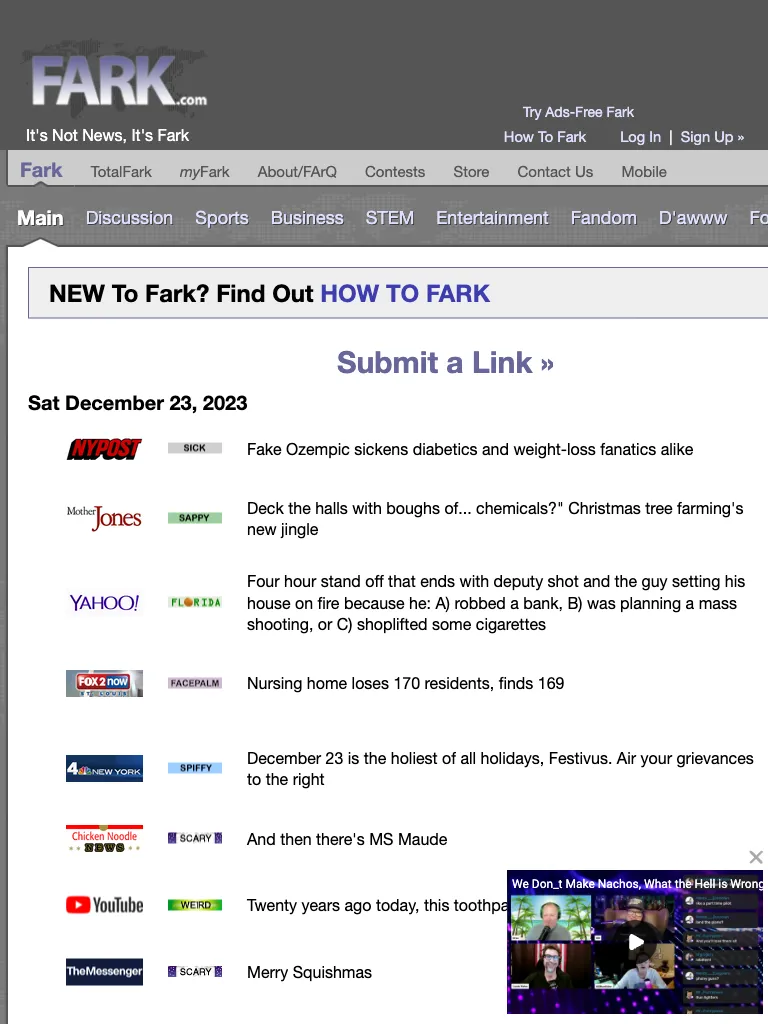 FARK.com
Try Ads-Free Fark
It's Not News, It's Fark
How To Fark Log In | Sign Up »
Fark TotalFark myFark About/FArQ Contests Store Contact Us Mobile
Main Discussion Sports Business STEM Entertainment Fandom D'awww Fo
NEW To Fark? Find Out HOW TO FARK
Submit a Link »
Sat December 23, 2023
NYPOST SICK Fake Ozempic sickens diabetics and weight-loss fanatics alike
Mother Jones SAPPY Deck the halls with boughs of... chemicals?" Christmas tree farming's
new jingle
Four hour stand off that ends with deputy shot and the guy setting his
YAHOO! FLORIDA house on fire because he: A) robbed a bank, B) was planning a mass
shooting, or C) shoplifted some cigarettes
FOX 2 now ST. LOUIS FACEPALM Nursing home loses 170 residents, finds 169
4 NEW YORK SPIFFY December 23 is the holiest of all holidays, Festivus. Air your grievances
to the right
Chicken Noodle
NEWS SCARY And then there's MS Maude
We Don_t Make Nachos, What the Hell is Wrong
YouTube WEIRD Twenty years ago today, this toothpa
TheMessenger SCARY Merry Squishmas